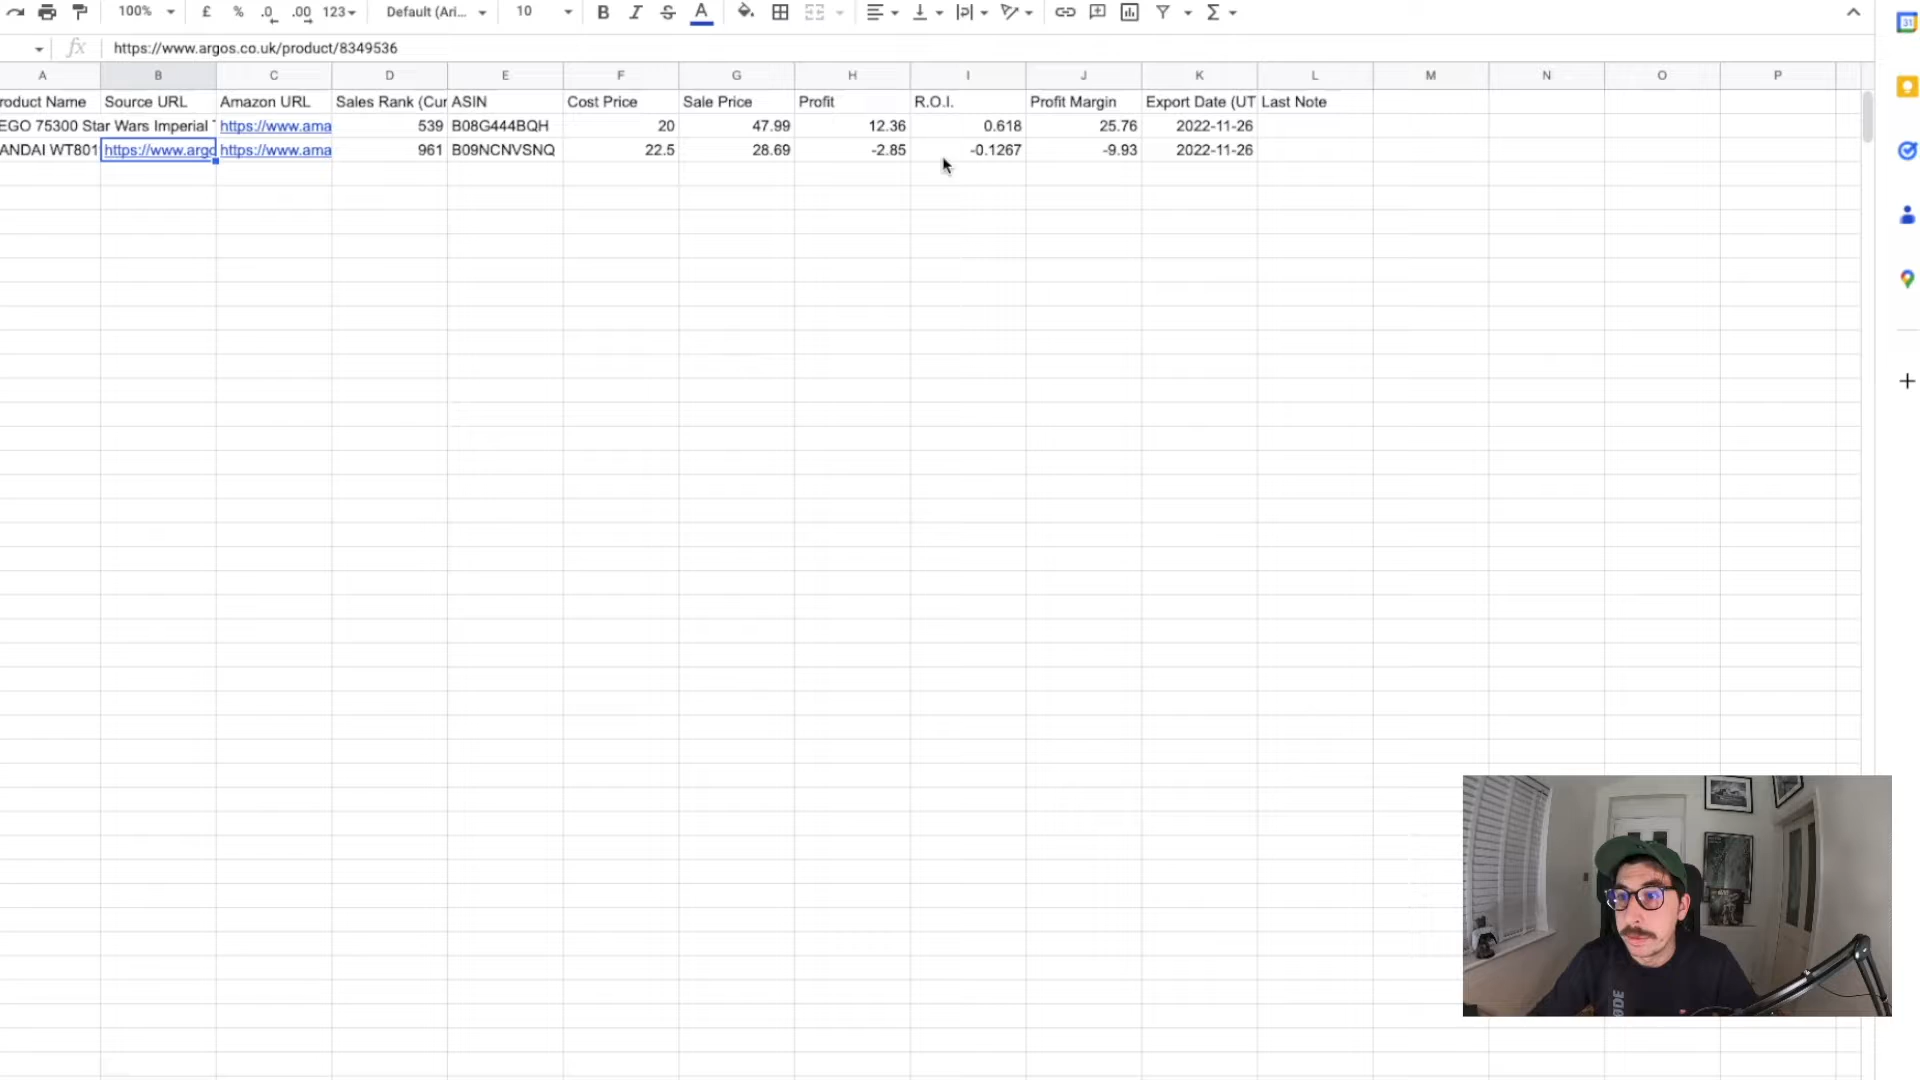 100% £ % .0 .00 123 Default (Ari... 10 B I S A Σ
fx https://www.argos.co.uk/product/8349536
A B C D E F G H I J K L M N O P
roduct Name Source URL Amazon URL Sales Rank (Cur ASIN Cost Price Sale Price Profit R.O.I. Profit Margin Export Date (UT Last Note
EGO 75300 Star Wars Imperial https://www.ama 539 B08G444BQH 20 47.99 12.36 0.618 25.76 2022-11-26
ANDAI WT801 https://www.argo https://www.ama 961 B09NCNVSNQ 22.5 28.69 -2.85 -0.1267 -9.93 2022-11-26
31